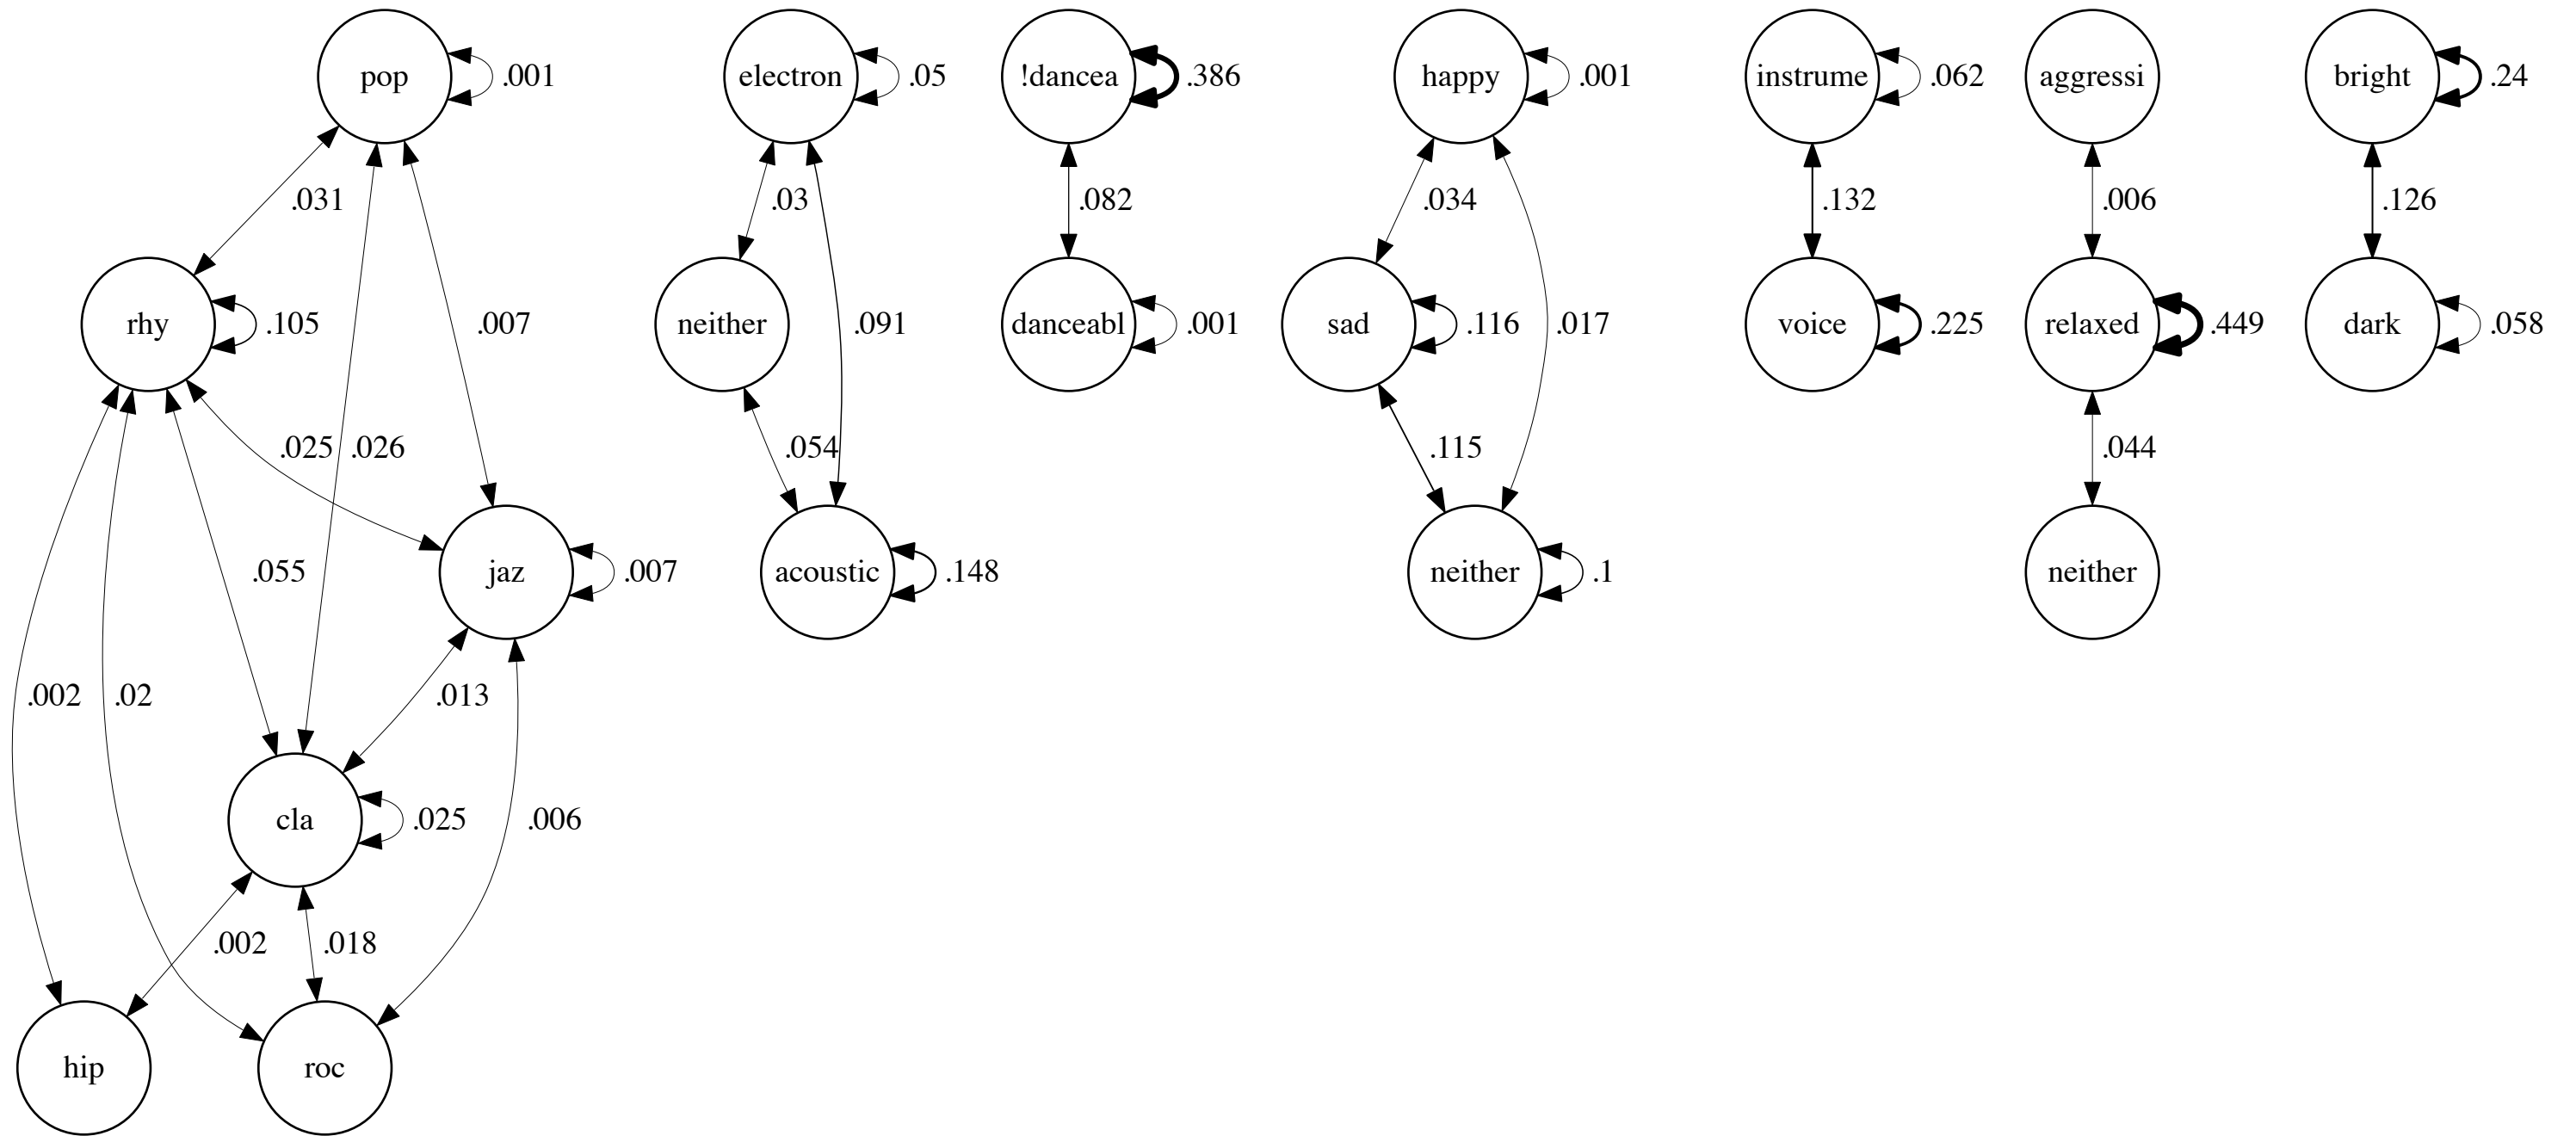 pop .001 electron .05 !dancea .386 happy .001 instrume .062 aggressi bright .24
.031 .03 .082 .034 .132 .006 .126
rhy .105 .007 neither .091 danceabl .001 sad .116 .017 voice .225 relaxed .449 dark .058
.025 .026 .054 .115 .044
.055 jaz .007 acoustic .148 neither .1 neither
.002 .02 .013
cla .025 .006
.002 .018
hip roc